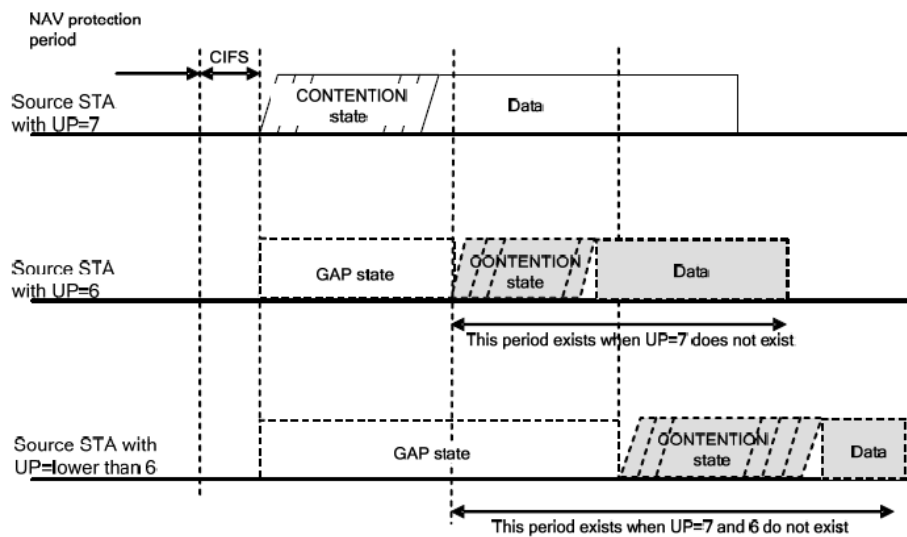 NAV protection
period
CIFS
Source STA
with UP=7
CONTENTION
state
Data
Source STA
with UP=6
GAP state
CONTENTION
state
Data
This period exists when UP=7 does not exist
Source STA with
UP=lower than 6
GAP state
CONTENTION
state
Data
This period exists when UP=7 and 6 do not exist